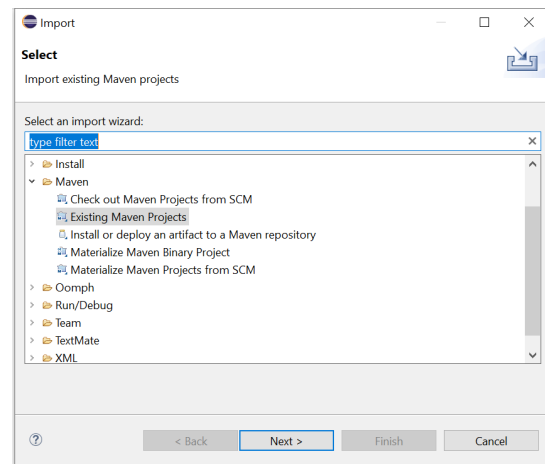 Import
Select
Import existing Maven projects
Select an import wizard:
type filter text
Install
Maven
Check out Maven Projects from SCM
Existing Maven Projects
Install or deploy an artifact to a Maven repository
Materialize Maven Binary Project
Materialize Maven Projects from SCM
Oomph
Run/Debug
Team
TextMate
XML
? < Back Next > Finish Cancel